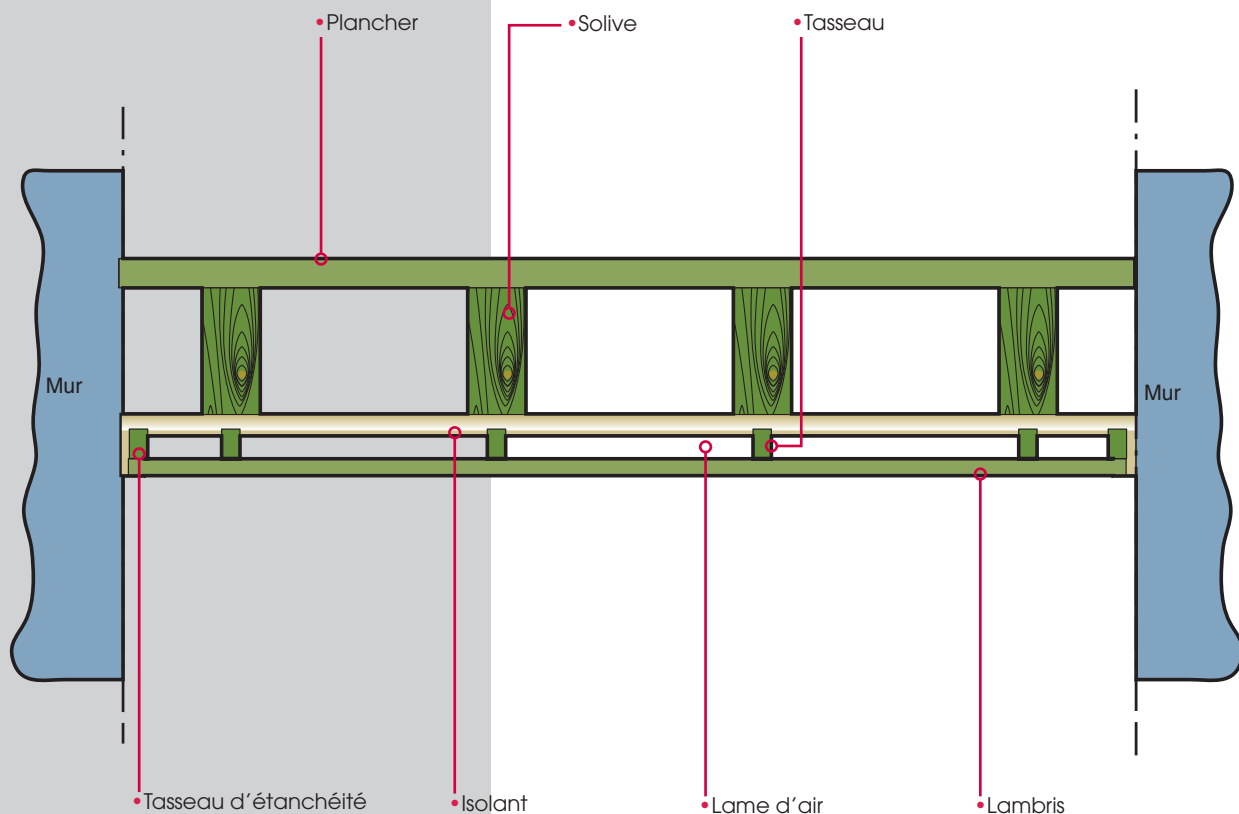 •Plancher
•Solive
•Tasseau
Mur
Mur
•Tasseau d’étanchéité
•Isolant
•Lame d’air
•Lambris